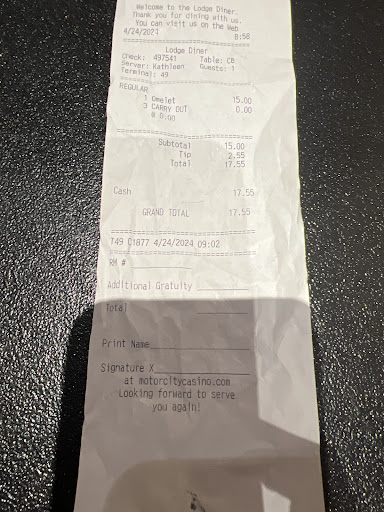 Welcome to the Lodge Diner.
Thank you for dining with us.
You can visit us on the Web
4/24/2024 8:56
Lodge Diner
Check: 497541 Table: CB
Server: Kathleen Guests: 1
Terminal: 49
REGULAR
1 Omelet 15.00
3 CARRY OUT 0.00
@ 0.00
Subtotal 15.00
Tip 2.55
Total 17.55
Cash 17.55
GRAND TOTAL 17.55
T49 C1877 4/24/2024 09:02
RM #
Additional Gratuity
Total
Print Name
Signature X
at motorcitycasino.com
Looking forward to serve
you again!